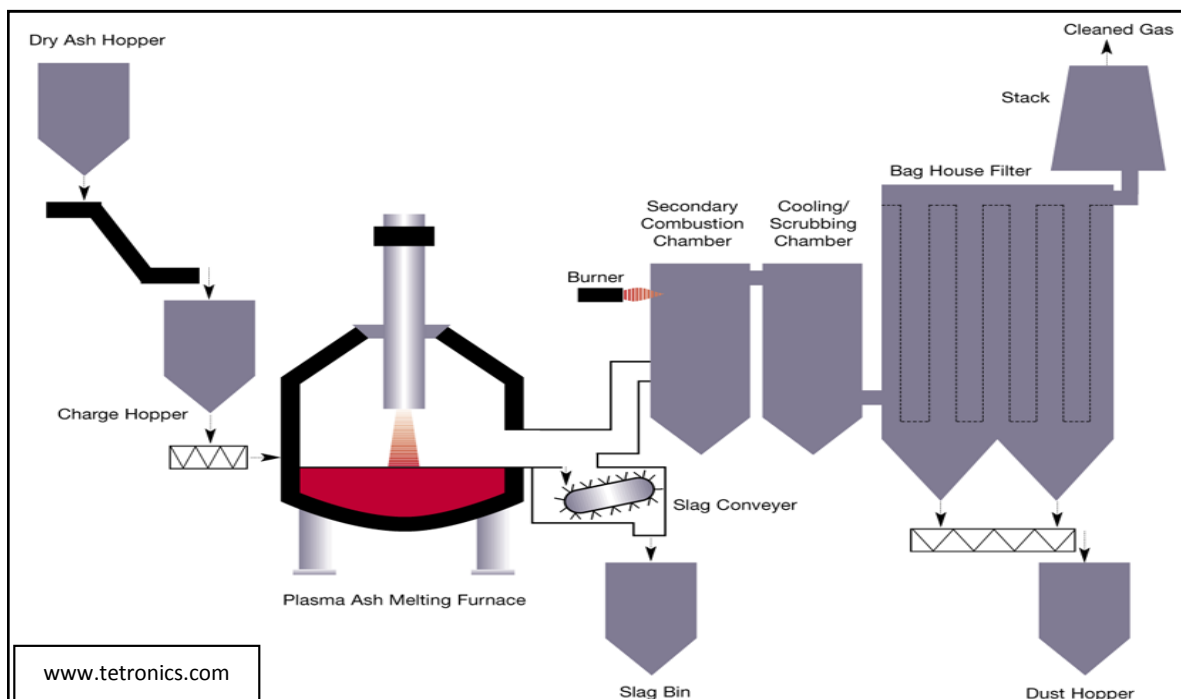 Dry Ash Hopper
Cleaned Gas
Stack
Bag House Filter
Secondary
Combustion
Chamber
Cooling/
Scrubbing
Chamber
Burner
Charge Hopper
Slag Conveyer
Plasma Ash Melting Furnace
www.tetronics.com
Slag Bin
Dust Hopper